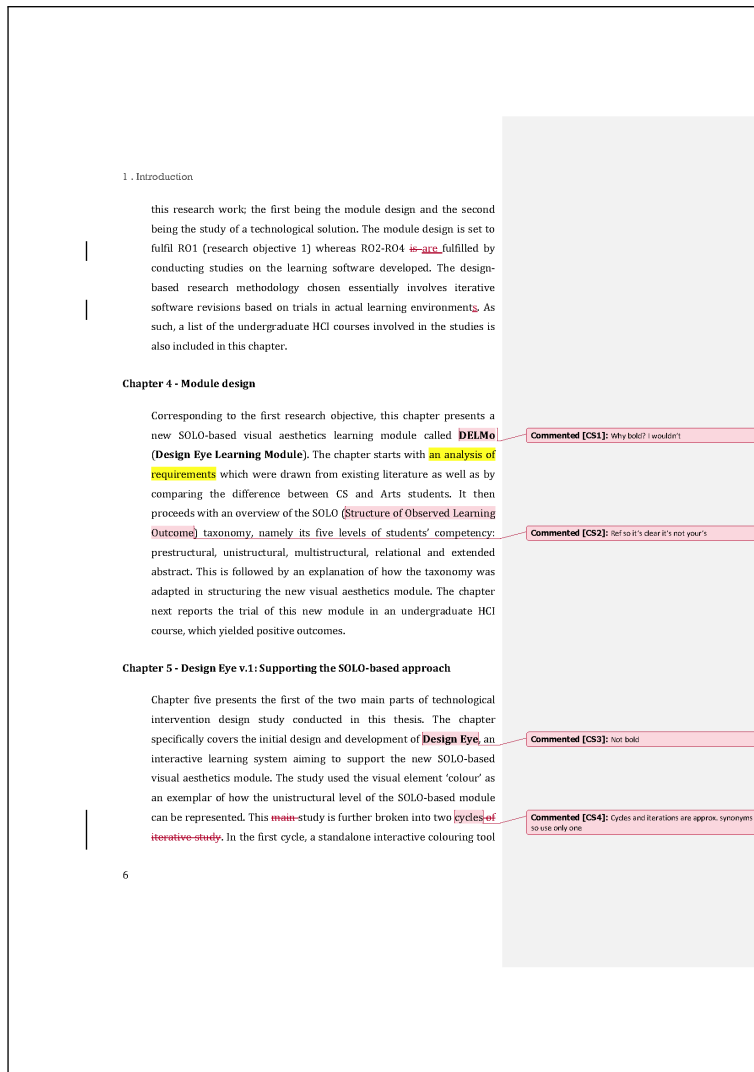 1 . Introduction
this research work; the first being the module design and the second
being the study of a technological solution. The module design is set to
fulfil RO1 (research objective 1) whereas RO2-RO4 is are fulfilled by
conducting studies on the learning software developed. The design-
based research methodology chosen essentially involves iterative
software revisions based on trials in actual learning environments. As
such, a list of the undergraduate HCI courses involved in the studies is
also included in this chapter.
Chapter 4 - Module design
Corresponding to the first research objective, this chapter presents a
new SOLO-based visual aesthetics learning module called DELMo
(Design Eye Learning Module). The chapter starts with an analysis of
requirements which were drawn from existing literature as well as by
comparing the difference between CS and Arts students. It then
proceeds with an overview of the SOLO (Structure of Observed Learning
Outcome) taxonomy, namely its five levels of students’ competency:
prestructural, unistructural, multistructural, relational and extended
abstract. This is followed by an explanation of how the taxonomy was
adapted in structuring the new visual aesthetics module. The chapter
next reports the trial of this new module in an undergraduate HCI
course, which yielded positive outcomes.
Chapter 5 - Design Eye v.1: Supporting the SOLO-based approach
Chapter five presents the first of the two main parts of technological
intervention design study conducted in this thesis. The chapter
specifically covers the initial design and development of Design Eye, an
interactive learning system aiming to support the new SOLO-based
visual aesthetics module. The study used the visual element ‘colour’ as
an exemplar of how the unistructural level of the SOLO-based module
can be represented. This main study is further broken into two cycles of
iterative study. In the first cycle, a standalone interactive colouring tool
6
Commented [CS1]: Why bold? I wouldn't
Commented [CS2]: Ref so it's clear it's not your's
Commented [CS3]: Not bold
Commented [CS4]: Cycles and iterations are approx. synonyms
so use only one